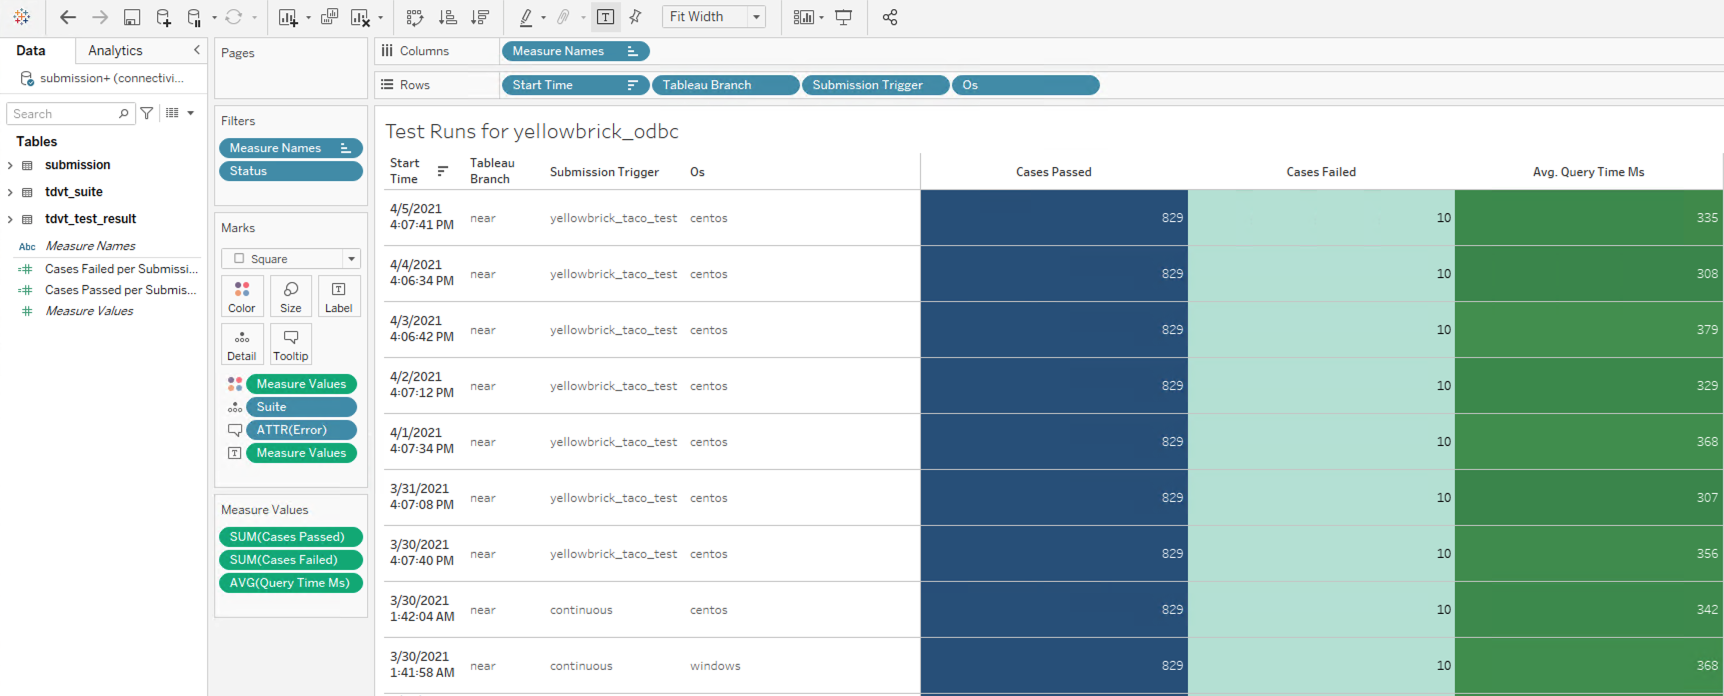 Fit Width
Data
Analytics
submission+ (connectivi...
Search
Tables
submission
tdvt_suite
tdvt_test_result
Abc Measure Names
Cases Failed per Submissi...
Cases Passed per Submis...
Measure Values
Pages
Filters
Measure Names
Status
Marks
Square
Color Size Label
Detail Tooltip
Measure Values
Suite
ATTR(Error)
Measure Values
Measure Values
SUM(Cases Passed)
SUM(Cases Failed)
AVG(Query Time Ms)
Columns Measure Names
Rows Start Time Tableau Branch Submission Trigger Os
Test Runs for yellowbrick_odbc
Start Time Tableau Branch Submission Trigger Os Cases Passed Cases Failed Avg. Query Time Ms
4/5/2021 4:07:41 PM near yellowbrick_taco_test centos 829 10 335
4/4/2021 4:06:34 PM near yellowbrick_taco_test centos 829 10 308
4/3/2021 4:06:42 PM near yellowbrick_taco_test centos 829 10 379
4/2/2021 4:07:12 PM near yellowbrick_taco_test centos 829 10 329
4/1/2021 4:07:34 PM near yellowbrick_taco_test centos 829 10 368
3/31/2021 4:07:08 PM near yellowbrick_taco_test centos 829 10 307
3/30/2021 4:07:40 PM near yellowbrick_taco_test centos 829 10 356
3/30/2021 1:42:04 AM near continuous centos 829 10 342
3/30/2021 1:41:58 AM near continuous windows 829 10 368